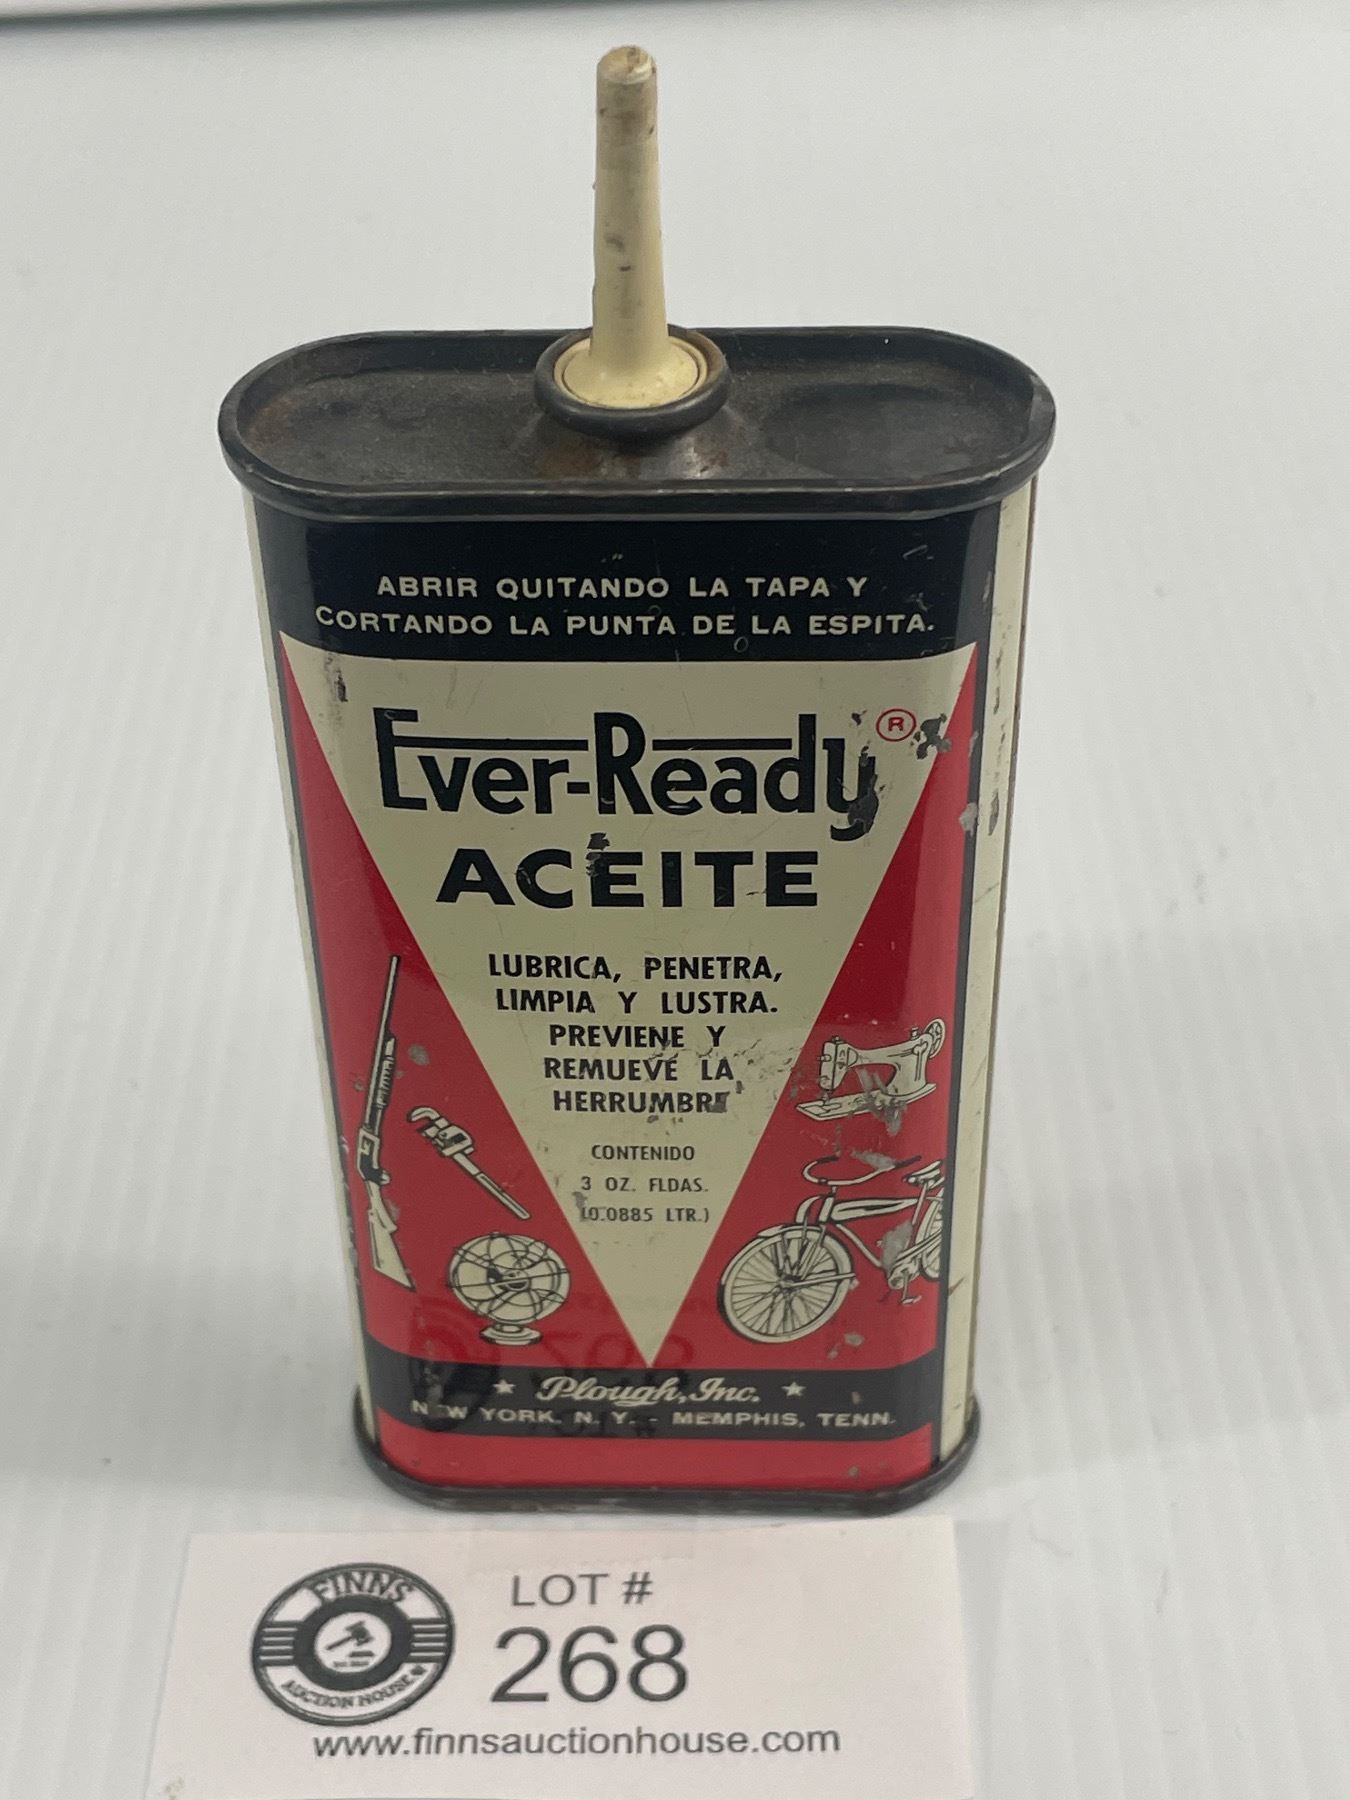 ABRIR QUITANDO LA TAPA Y
CORTANDO LA PUNTA DE LA ESPITA.
Ever-Ready ®
ACEITE
LUBRICA, PENETRA,
LIMPIA Y LUSTRA.
PREVIENE Y
REMUEVE LA
HERRUMBRE
CONTENIDO
3 OZ. FLDAS.
(0.0885 LTR.)
★ Plough, Inc. ★
NEW YORK, N. Y. - MEMPHIS, TENN.
FINNS
AUCTION HOUSE
LOT #
268
www.finnsauctionhouse.com